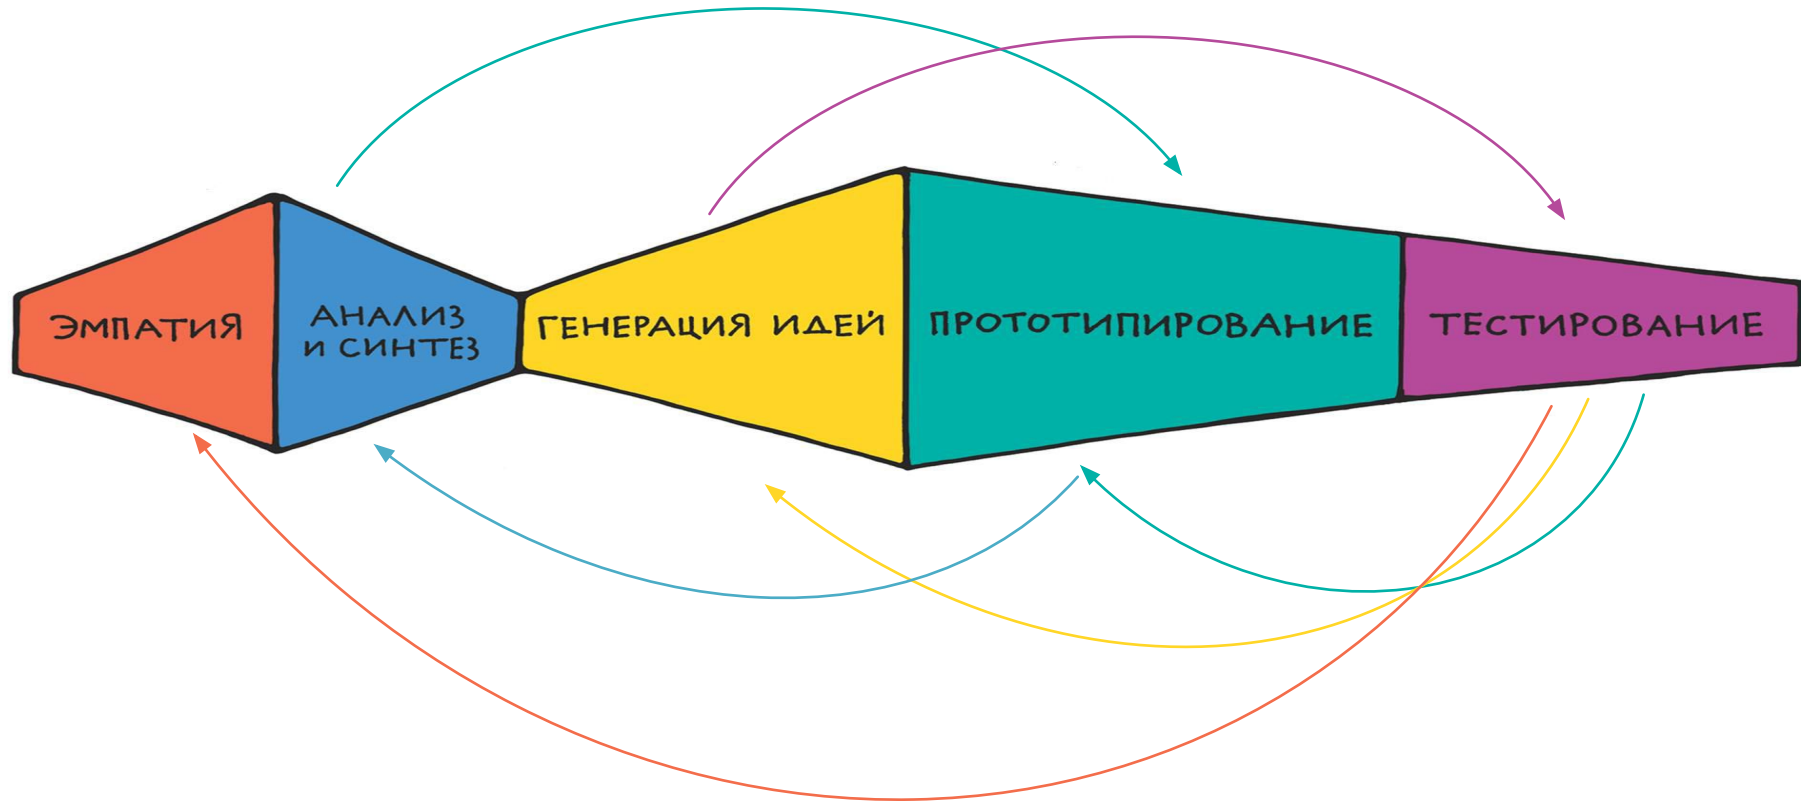 ЭМПАТИЯ
АНАЛИЗ
И СИНТЕЗ
ГЕНЕРАЦИЯ ИДЕЙ
ПРОТОТИПИРОВАНИЕ
ТЕСТИРОВАНИЕ